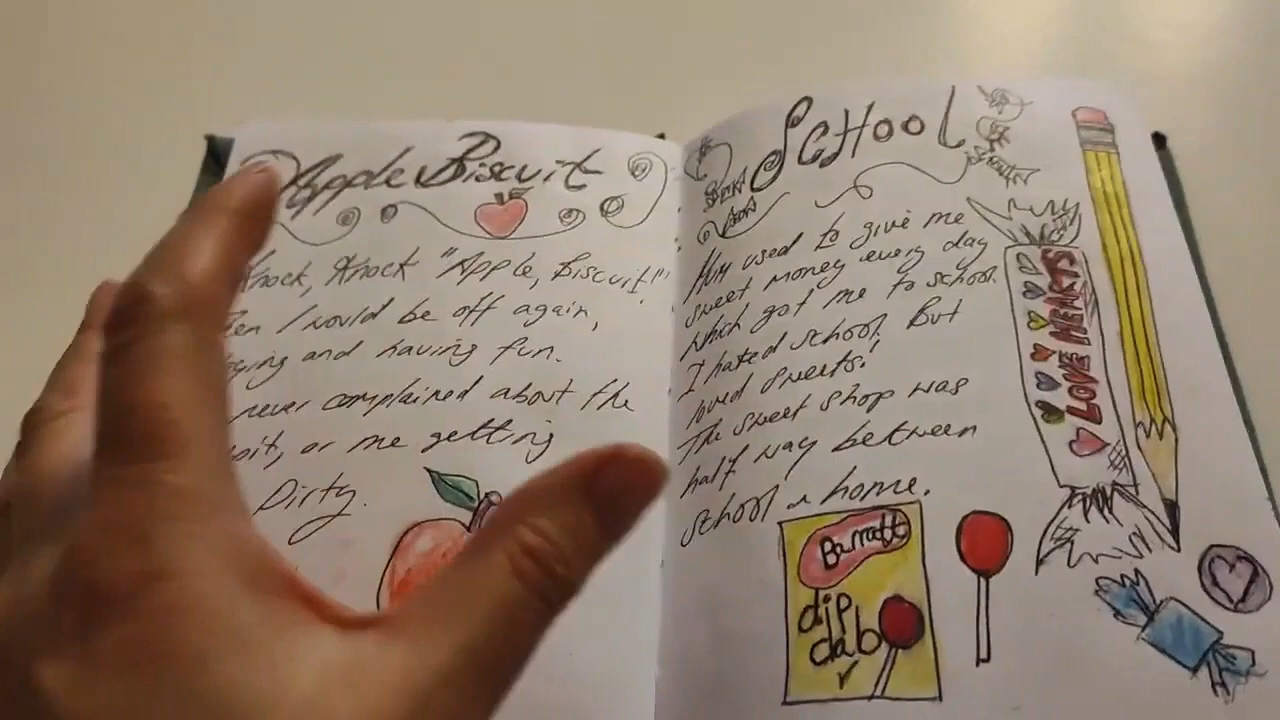 Apple Biscuit
Knock, Knock "Apple, Biscuit!"
I would be off again,
and having fun.
never complained about the
or me getting
Dirty.
SCHOOL
Mum used to give me
sweet money every day
which got me to school.
I hated school. But
loved sweets!
The sweet shop was
half way between
school & home.
LOVE HEARTS
Barratt
dip
dab